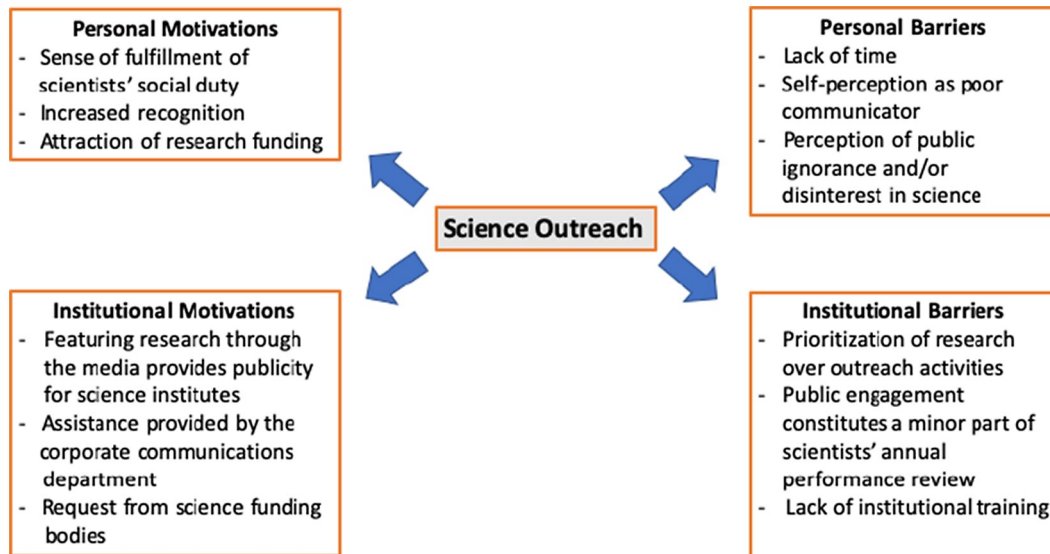 Personal Motivations
- Sense of fulfillment of
scientists' social duty
- Increased recognition
- Attraction of research funding
Personal Barriers
- Lack of time
- Self-perception as poor
communicator
- Perception of public
ignorance and/or
disinterest in science
Science Outreach
Institutional Motivations
- Featuring research through
the media provides publicity
for science institutes
- Assistance provided by the
corporate communications
department
- Request from science funding
bodies
Institutional Barriers
- Prioritization of research
over outreach activities
- Public engagement
constitutes a minor part of
scientists' annual
performance review
- Lack of institutional training